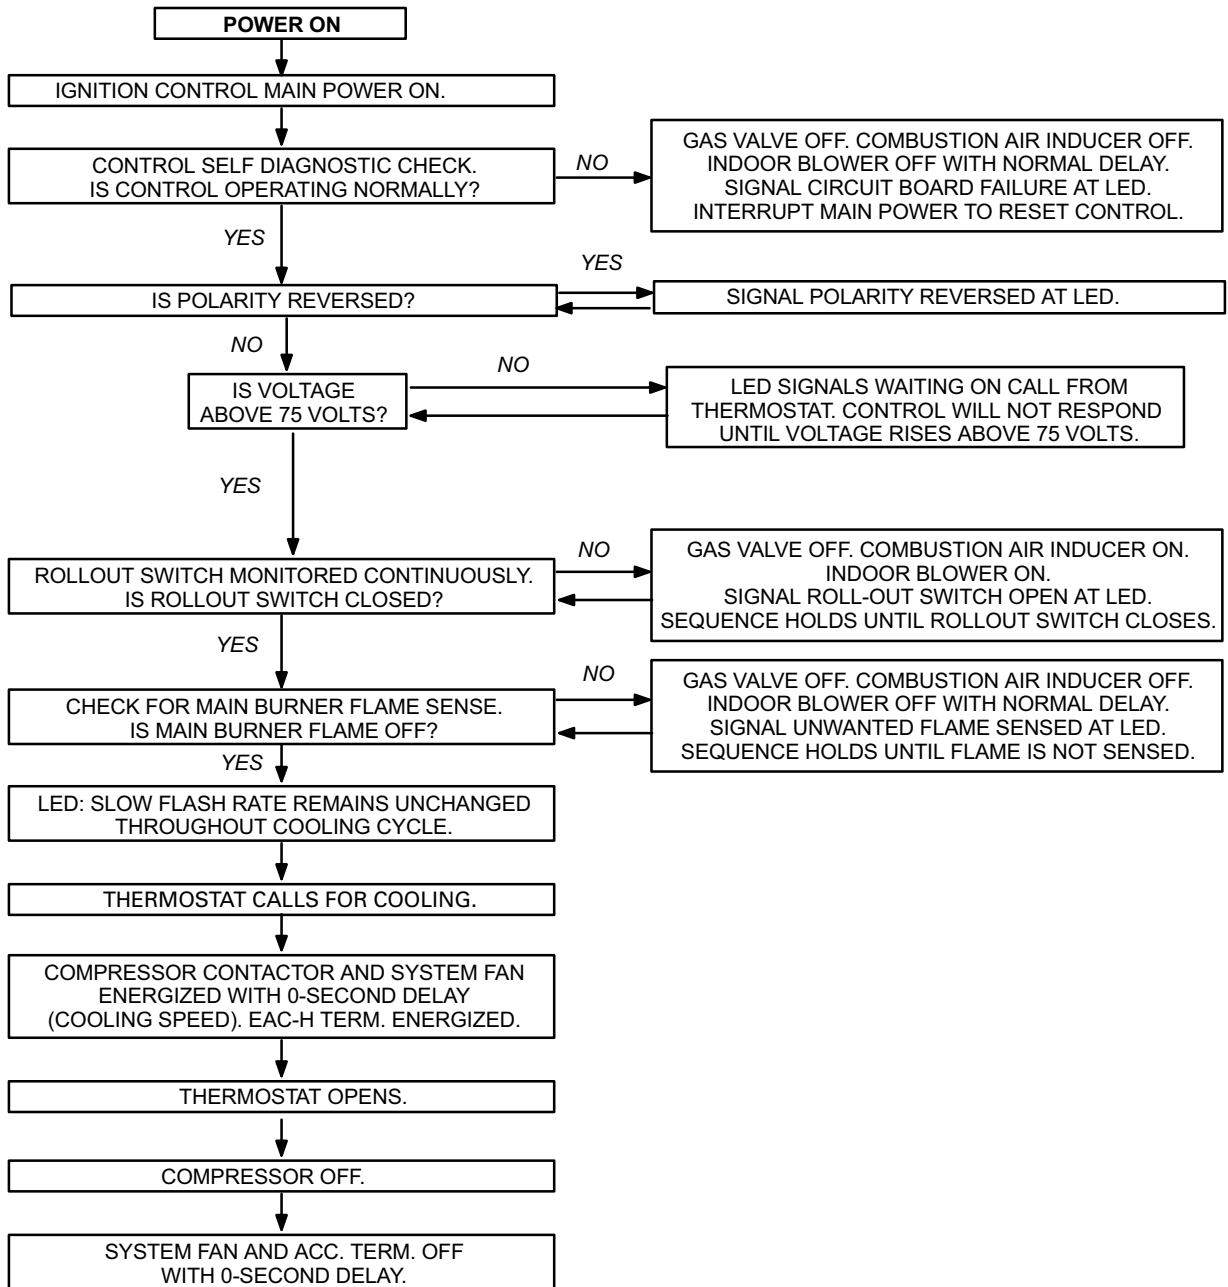 POWER ON
IGNITION CONTROL MAIN POWER ON.
CONTROL SELF DIAGNOSTIC CHECK.
IS CONTROL OPERATING NORMALLY?
NO
GAS VALVE OFF. COMBUSTION AIR INDUCER OFF.
INDOOR BLOWER OFF WITH NORMAL DELAY.
SIGNAL CIRCUIT BOARD FAILURE AT LED.
INTERRUPT MAIN POWER TO RESET CONTROL.
YES
IS POLARITY REVERSED?
YES
SIGNAL POLARITY REVERSED AT LED.
NO
IS VOLTAGE
ABOVE 75 VOLTS?
NO
LED SIGNALS WAITING ON CALL FROM
THERMOSTAT. CONTROL WILL NOT RESPOND
UNTIL VOLTAGE RISES ABOVE 75 VOLTS.
YES
ROLLOUT SWITCH MONITORED CONTINUOUSLY.
IS ROLLOUT SWITCH CLOSED?
NO
GAS VALVE OFF. COMBUSTION AIR INDUCER ON.
INDOOR BLOWER ON.
SIGNAL ROLL-OUT SWITCH OPEN AT LED.
SEQUENCE HOLDS UNTIL ROLLOUT SWITCH CLOSES.
YES
CHECK FOR MAIN BURNER FLAME SENSE.
IS MAIN BURNER FLAME OFF?
NO
GAS VALVE OFF. COMBUSTION AIR INDUCER OFF.
INDOOR BLOWER OFF WITH NORMAL DELAY.
SIGNAL UNWANTED FLAME SENSED AT LED.
SEQUENCE HOLDS UNTIL FLAME IS NOT SENSED.
YES
LED: SLOW FLASH RATE REMAINS UNCHANGED
THROUGHOUT COOLING CYCLE.
THERMOSTAT CALLS FOR COOLING.
COMPRESSOR CONTACTOR AND SYSTEM FAN
ENERGIZED WITH 0-SECOND DELAY
(COOLING SPEED). EAC-H TERM. ENERGIZED.
THERMOSTAT OPENS.
COMPRESSOR OFF.
SYSTEM FAN AND ACC. TERM. OFF
WITH 0-SECOND DELAY.